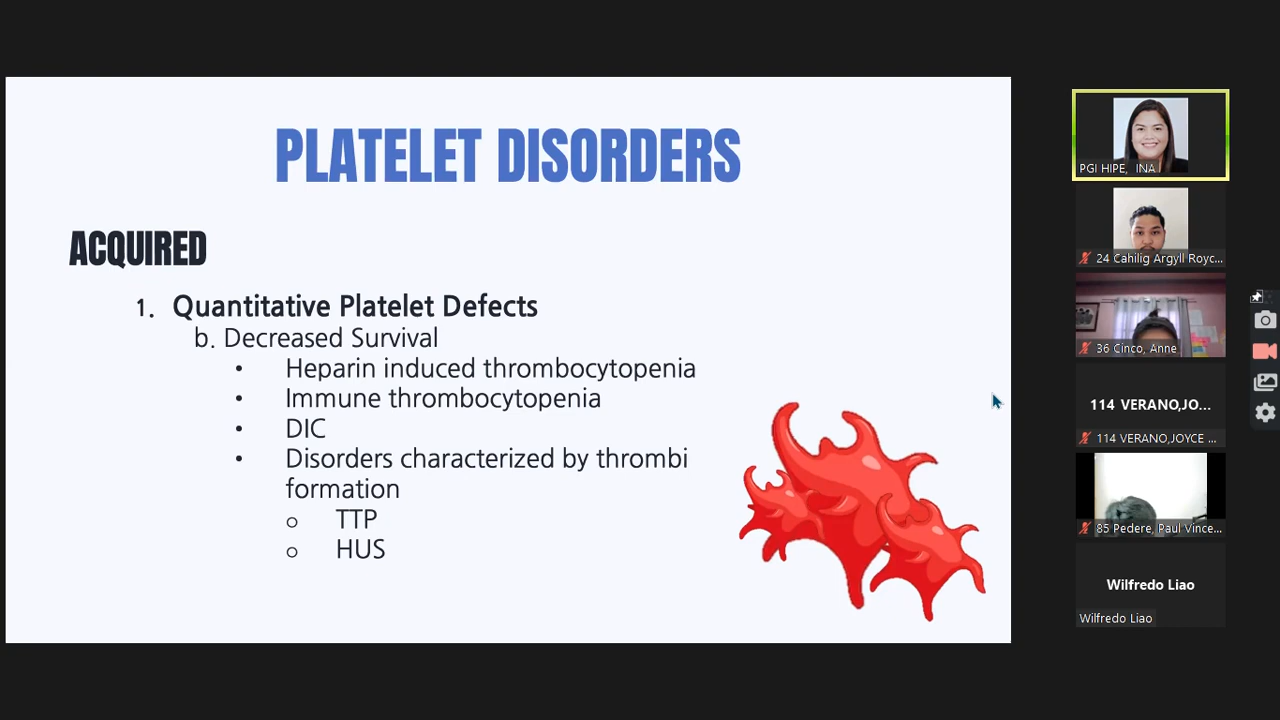 PLATELET DISORDERS
ACQUIRED
1. Quantitative Platelet Defects
b. Decreased Survival
• Heparin induced thrombocytopenia
• Immune thrombocytopenia
• DIC
• Disorders characterized by thrombi
formation
○ TTP
○ HUS
PGI HIPE, INA
24 Cahilig Argyll Royc...
36 Cinco, Anne
114 VERANO,JO...
114 VERANO,JOYCE ...
85 Pedere, Paul Vince...
Wilfredo Liao
Wilfredo Liao